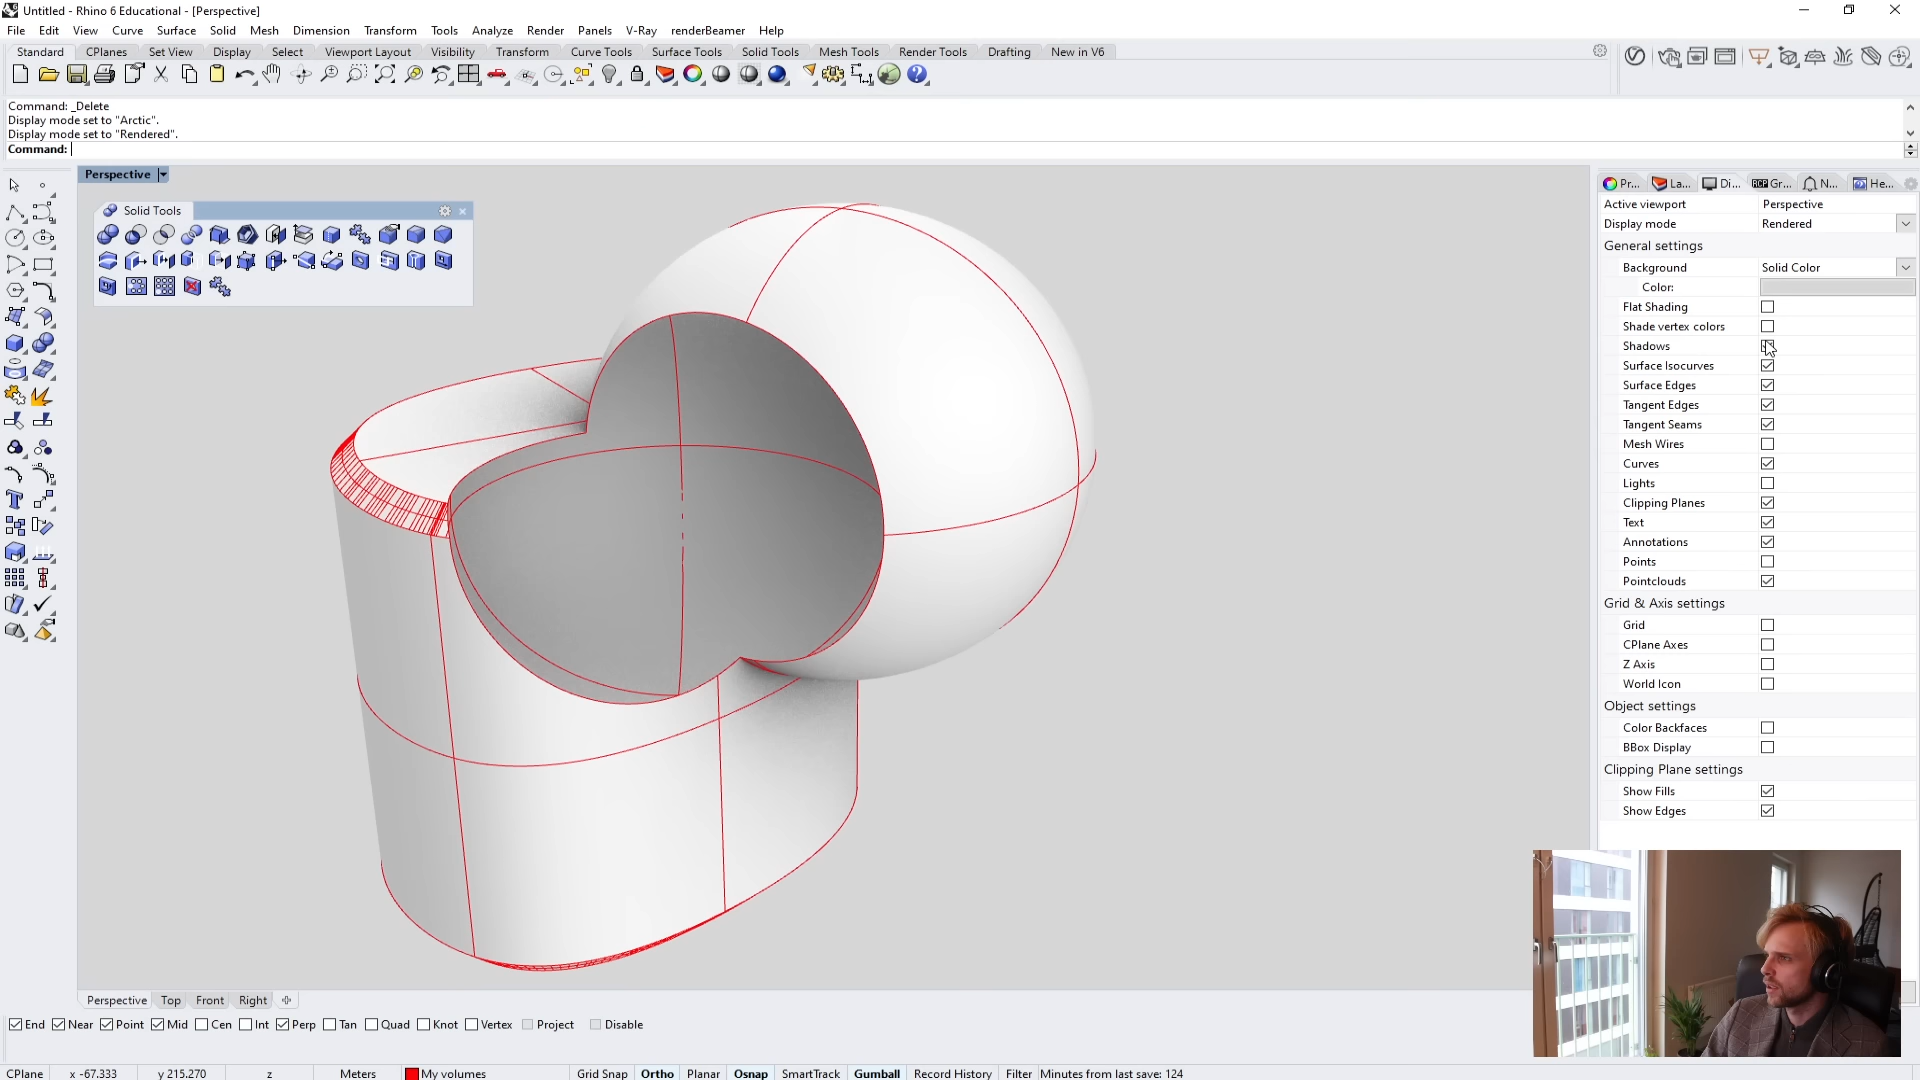 Untitled - Rhino 6 Educational - [Perspective]
File Edit View Curve Surface Solid Mesh Dimension Transform Tools Analyze Render Panels V-Ray renderBeamer Help
Standard CPlanes Set View Display Select Viewport Layout Visibility Transform Curve Tools Surface Tools Solid Tools Mesh Tools Render Tools Drafting New in V6
Command: _Delete
Display mode set to "Arctic".
Display mode set to "Rendered".
Command:
Perspective
Solid Tools
Pr... La... Di... Gr... N... He...
Active viewport Perspective
Display mode Rendered
General settings
Background Solid Color
Color:
Flat Shading
Shade vertex colors
Shadows
Surface Isocurves
Surface Edges
Tangent Edges
Tangent Seams
Mesh Wires
Curves
Lights
Clipping Planes
Text
Annotations
Points
Pointclouds
Grid & Axis settings
Grid
CPlane Axes
Z Axis
World Icon
Object settings
Color Backfaces
BBox Display
Clipping Plane settings
Show Fills
Show Edges
Perspective Top Front Right
End Near Point Mid Cen Int Perp Tan Quad Knot Vertex Project Disable
CPlane x -67.333 y 215.270 z Meters My volumes Grid Snap Ortho Planar Osnap SmartTrack Gumball Record History Filter Minutes from last save: 124